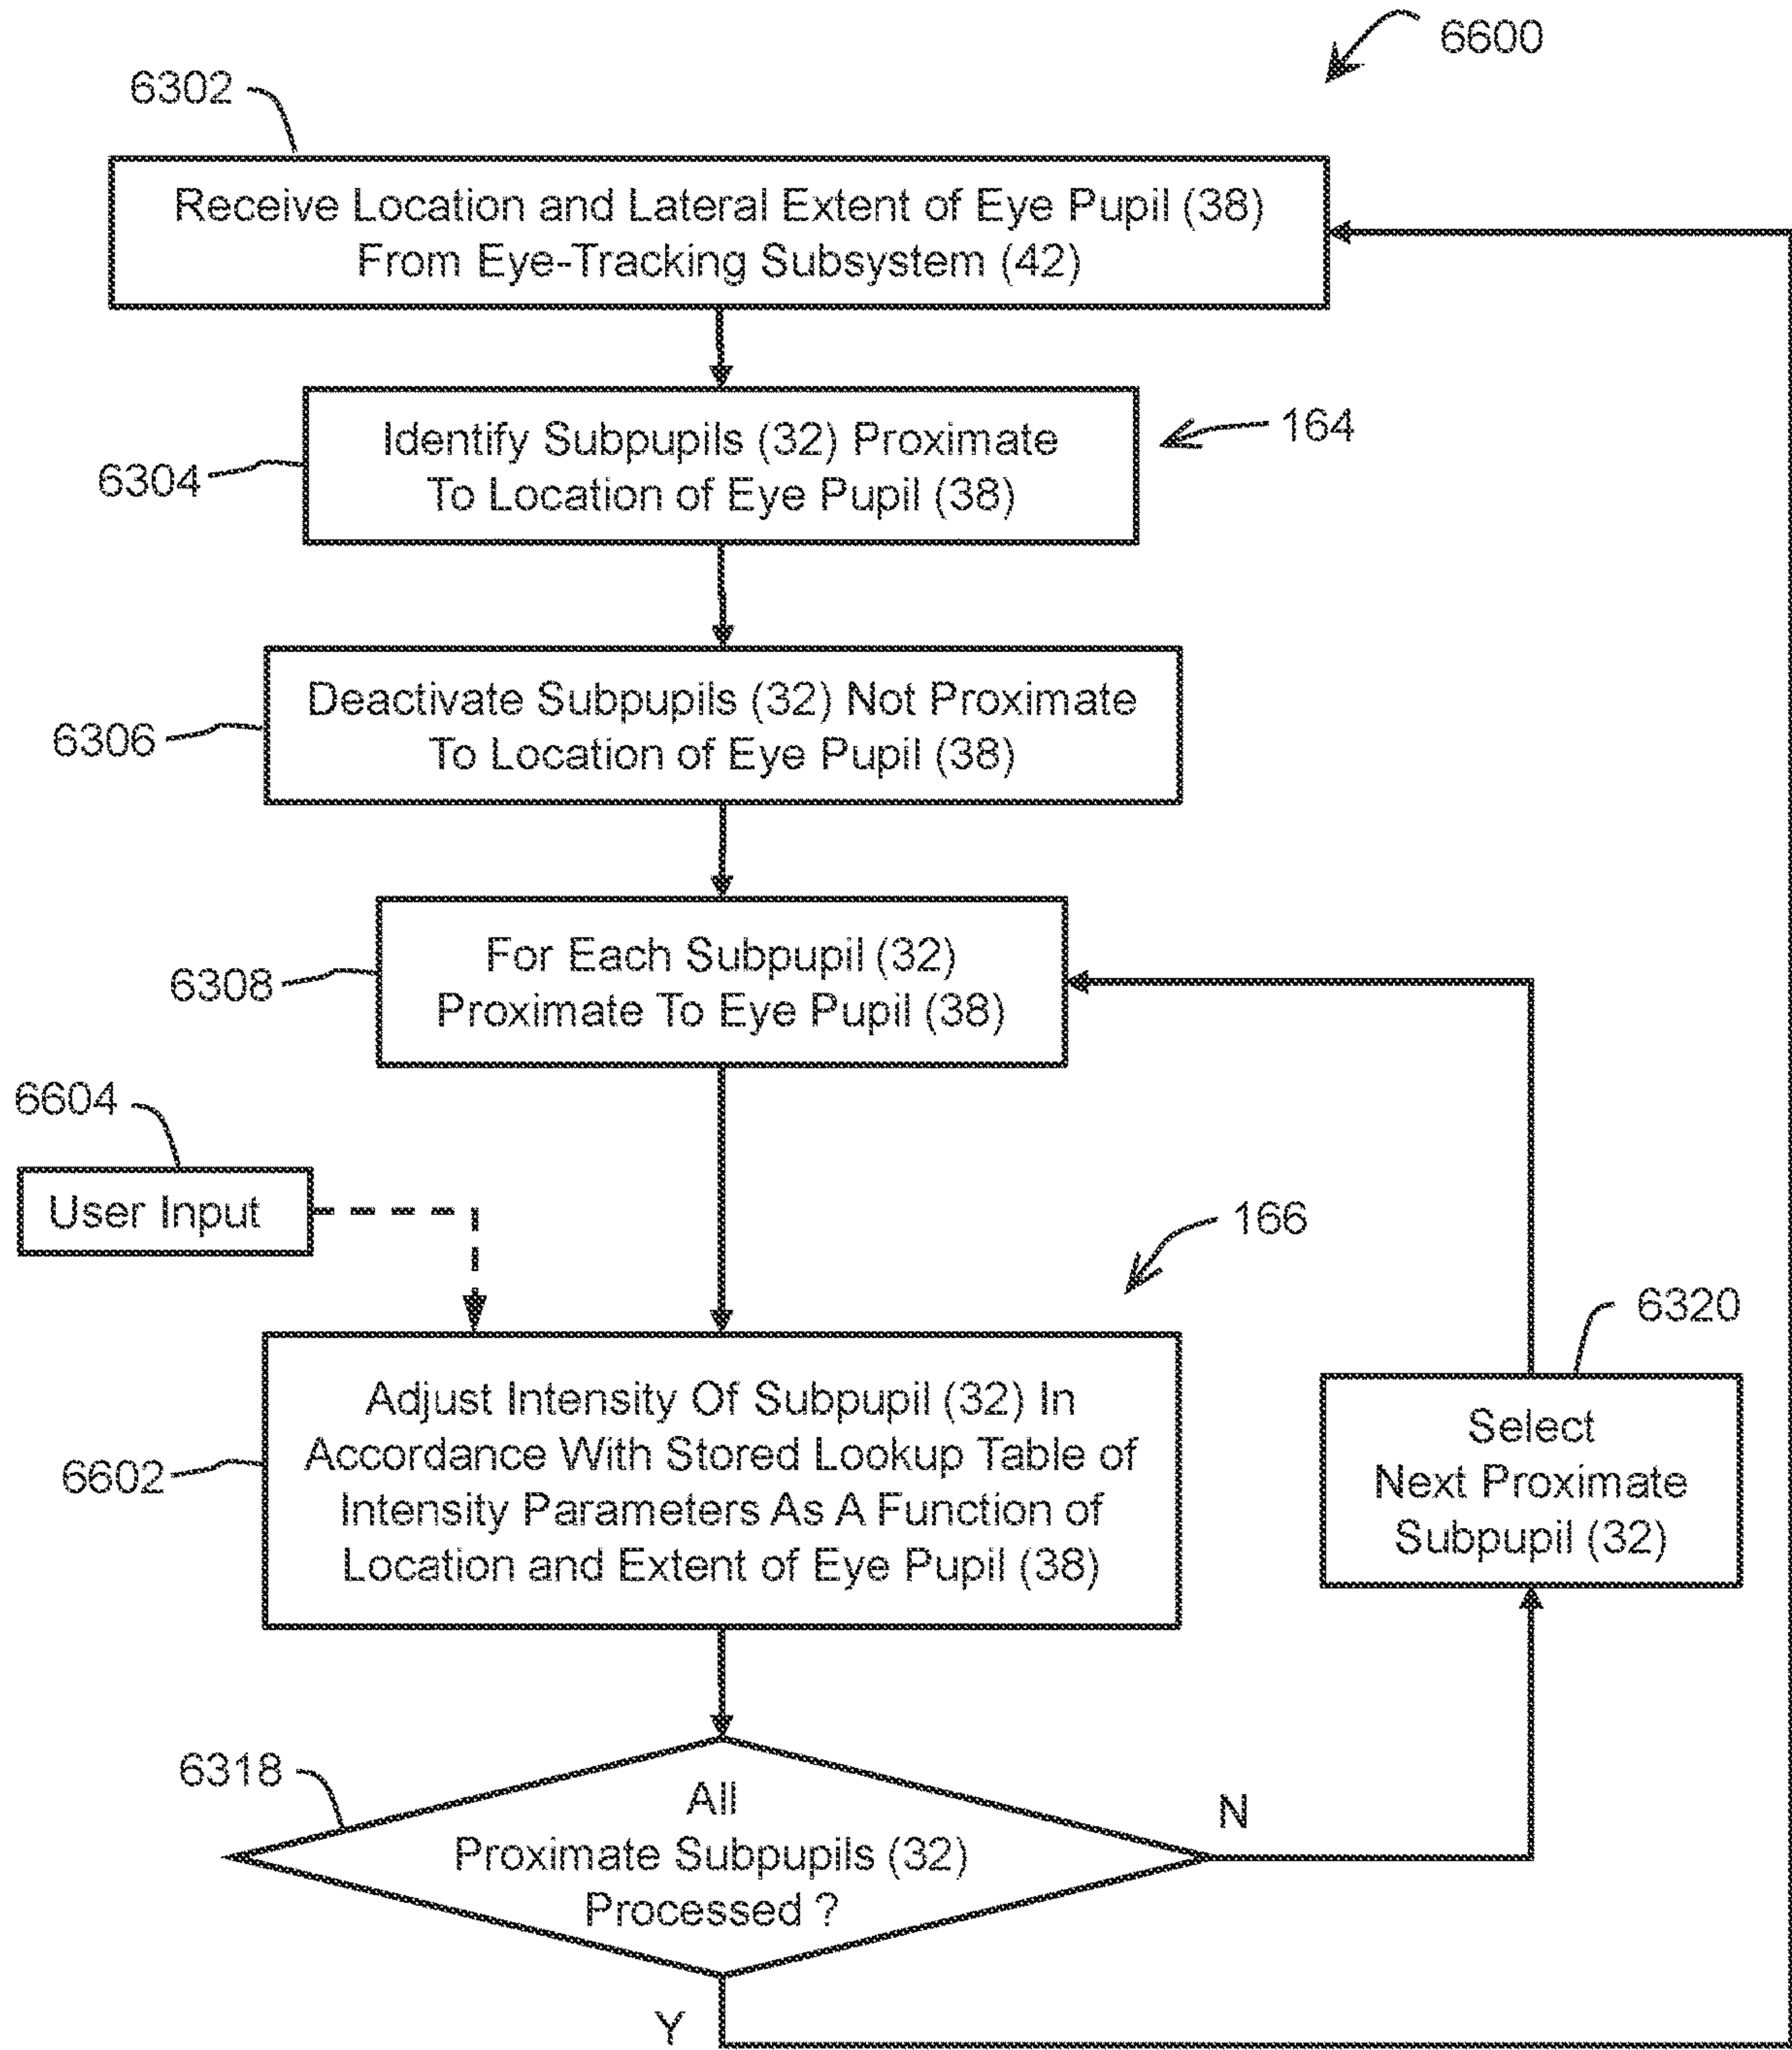 6600
6302
Receive Location and Lateral Extent of Eye Pupil (38)
From Eye-Tracking Subsystem (42)
164
6304
Identify Subpupils (32) Proximate
To Location of Eye Pupil (38)
6306
Deactivate Subpupils (32) Not Proximate
To Location of Eye Pupil (38)
6308
For Each Subpupil (32)
Proximate To Eye Pupil (38)
6604
User Input
166
6320
6602
Adjust Intensity Of Subpupil (32) In
Accordance With Stored Lookup Table of
Intensity Parameters As A Function of
Location and Extent of Eye Pupil (38)
Select
Next Proximate
Subpupil (32)
6318
All
Proximate Subpupils (32)
Processed ?
N
Y